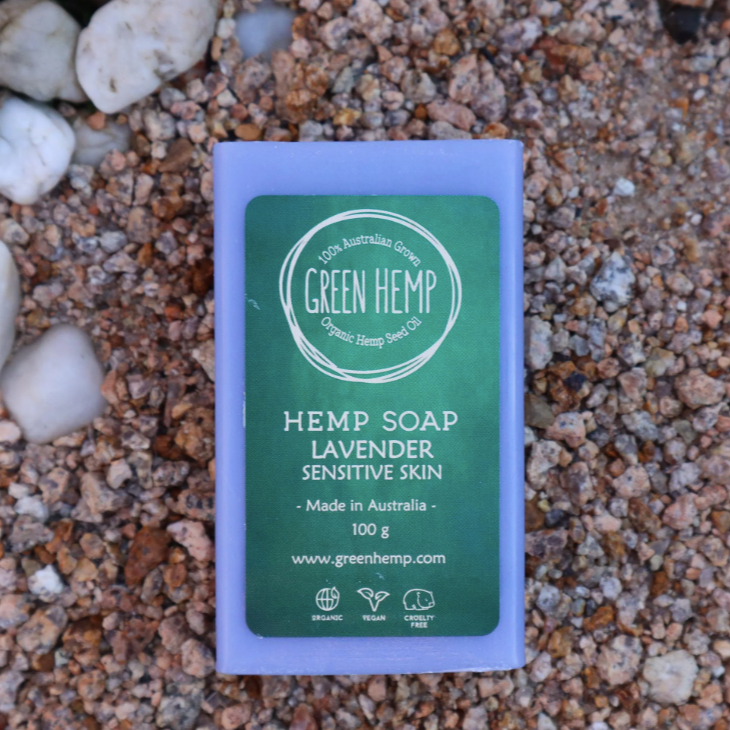 100% Australian Grown
GREEN HEMP
Organic Hemp Seed Oil
HEMP SOAP
LAVENDER
SENSITIVE SKIN
- Made in Australia -
100 g
www.greenhemp.com
ORGANIC VEGAN CRUELTY
FREE